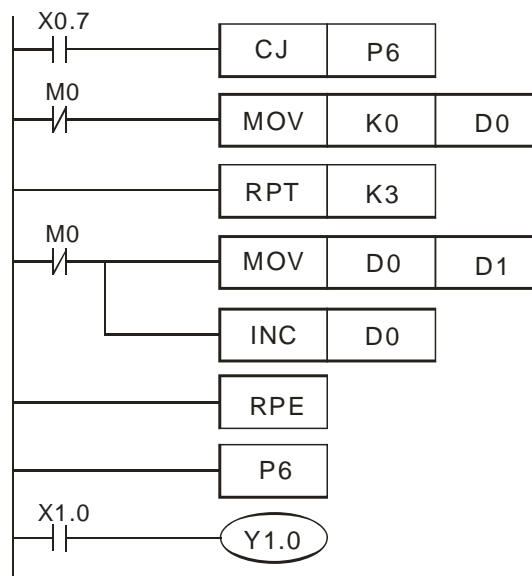 X0.7
CJ P6
M0
MOV K0 D0
RPT K3
M0
MOV D0 D1
INC D0
RPE
P6
X1.0
Y1.0